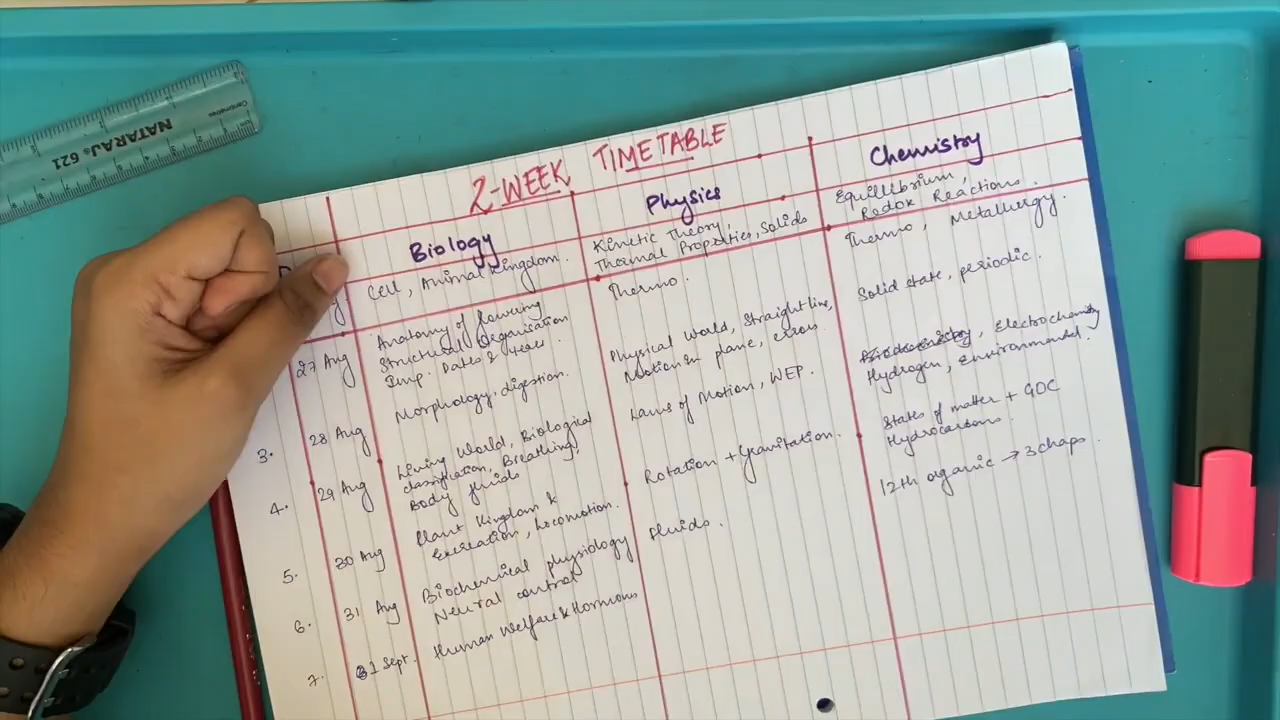 Centimetres
NATARAJ® 621
2-WEEK TIMETABLE
Biology
Physics
Chemistry
Cell, Animal Kingdom.
Kinetic Theory,
Thermal Properties, Solids
Equilibrium,
Redox Reactions.
27 Aug
Anatomy of flowering
Structural Organisation
Imp. Dates & years.
Thermo.
Thermo, Metallurgy.
3.
28 Aug
Morphology, digestion.
Physical World, Straight line,
Motion in plane, errors.
Solid state, periodic.
4.
29 Aug
Living World, Biological
classification, Breathing,
Body fluids
Laws of Motion, WEP.
Electrochemistry
Hydrogen, Environmental.
5.
30 Aug
Plant Kingdom &
Excreation, Locomotion.
Rotation + Gravitation.
States of matter + GOC
Hydrocarbons.
6.
31 Aug
Biochemical physiology
Neural control
Fluids.
12th organic → 3 chaps.
7.
1 Sept.
Human Welfare & Hormons